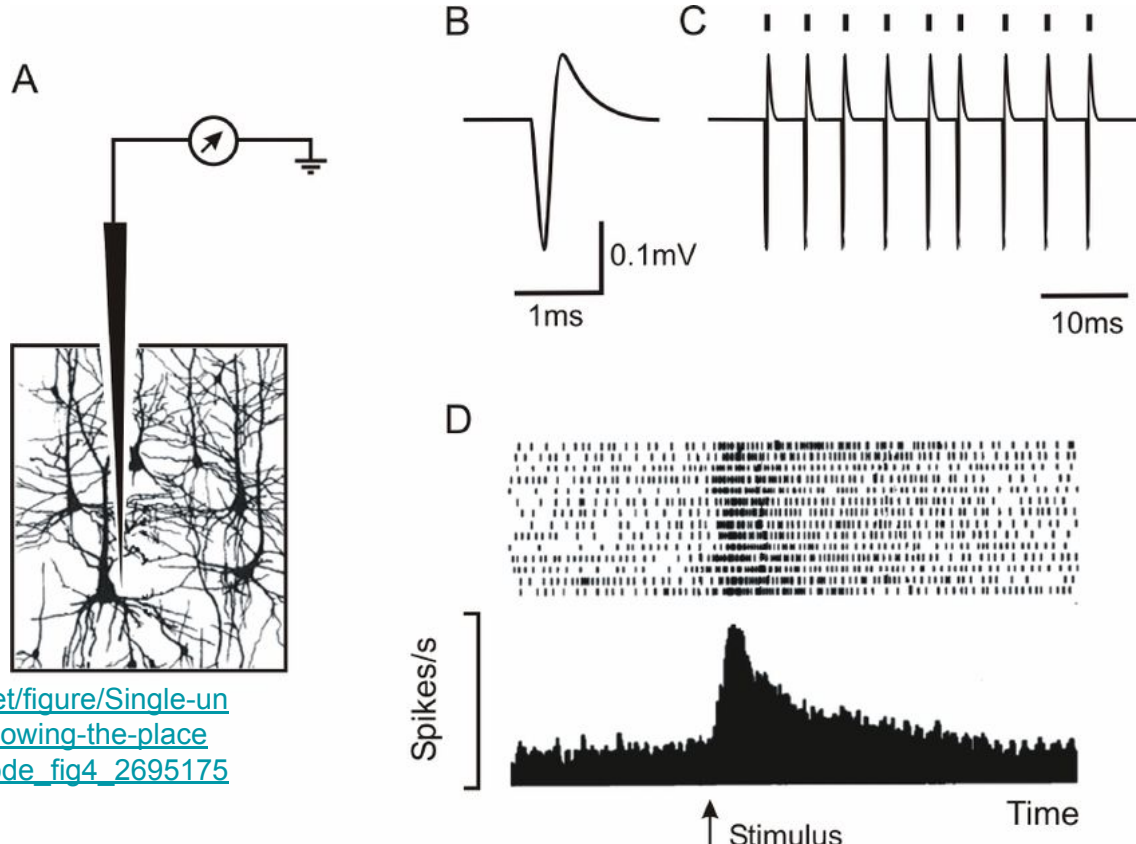 A
B
C
0.1mV
1ms
10ms
D
et/figure/Single-un
owing-the-place
de_fig4_2695175
Spikes/s
Time
Stimulus